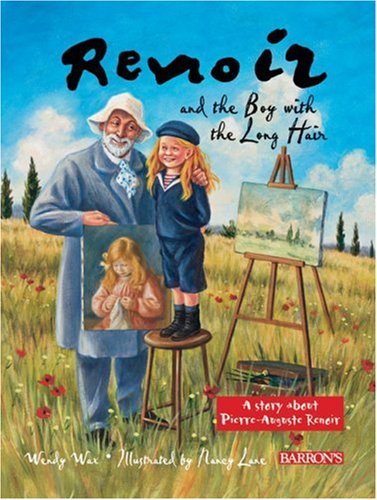 Renoir
and the Boy with
the Long Hair
A story about
Pierre-Auguste Renoir
Wendy Wax • Illustrated by Nancy Lane
BARRON'S